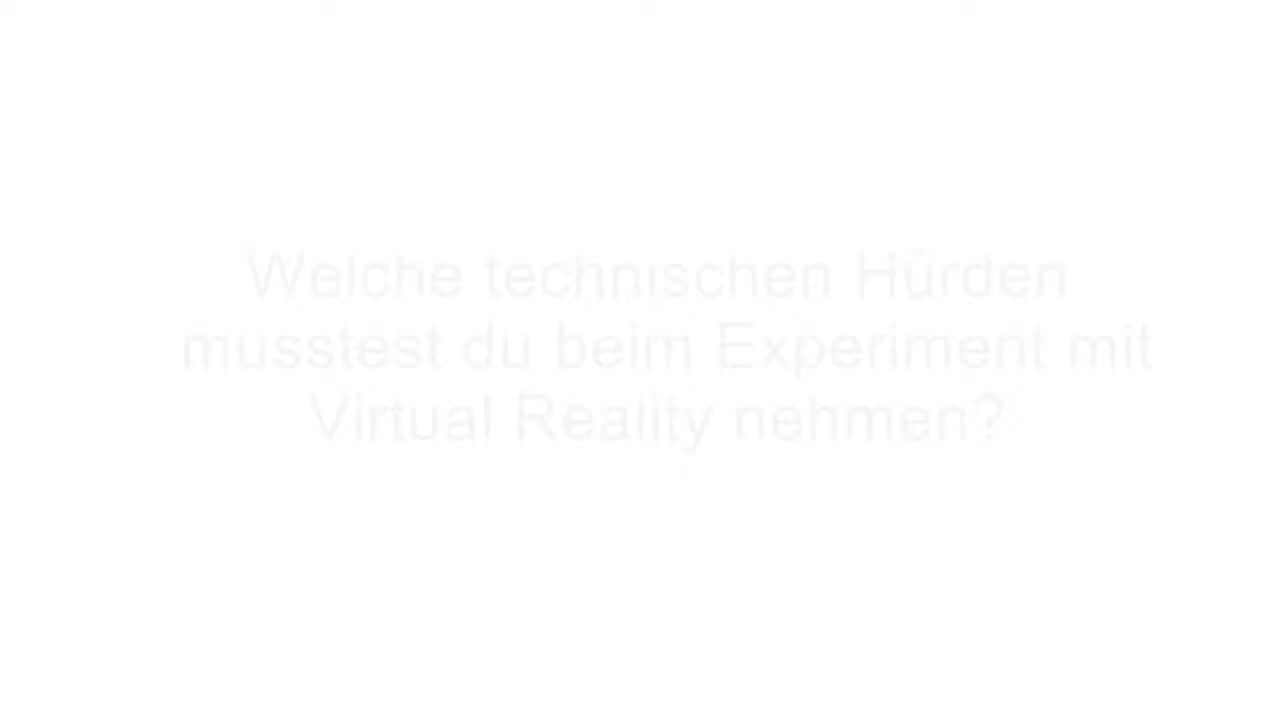 Welche technischen Hürden
musstest du beim Experiment mit
Virtual Reality nehmen?